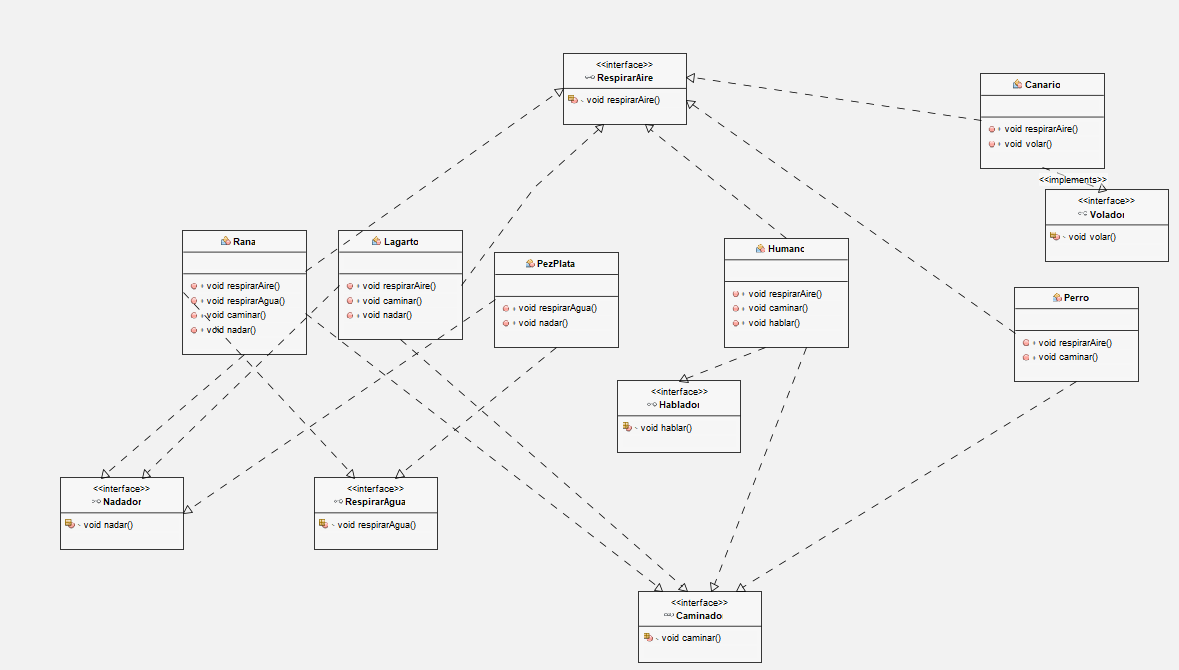 <<interface>>
RespirarAire
void respirarAire()
Canario
+ void respirarAire()
+ void volar()
<<implements>>
<<interface>>
Volador
void volar()
Rana
+ void respirarAire()
+ void respirarAgua()
+ void caminar()
+ void nadar()
Lagarto
+ void respirarAire()
+ void caminar()
+ void nadar()
PezPlata
+ void respirarAgua()
+ void nadar()
Humano
+ void respirarAire()
+ void caminar()
+ void hablar()
Perro
+ void respirarAire()
+ void caminar()
<<interface>>
Hablador
void hablar()
<<interface>>
Nadador
void nadar()
<<interface>>
RespirarAgua
void respirarAgua()
<<interface>>
Caminado
void caminar()